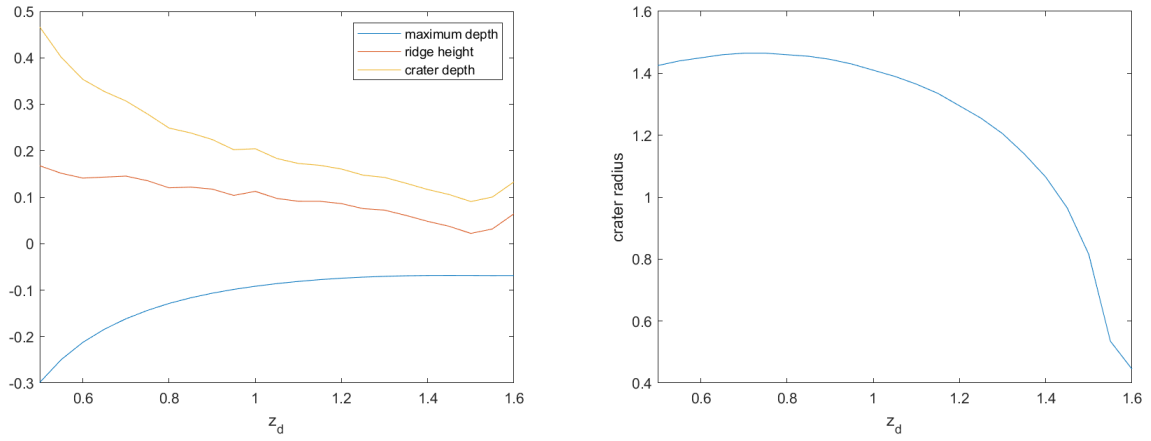 0.5
0.4
0.3
0.2
0.1
0
-0.1
-0.2
-0.3
0.6 0.8 1 1.2 1.4 1.6
z_d
maximum depth
ridge height
crater depth
1.6
1.4
1.2
1
0.8
0.6
0.4
crater radius
0.6 0.8 1 1.2 1.4 1.6
z_d